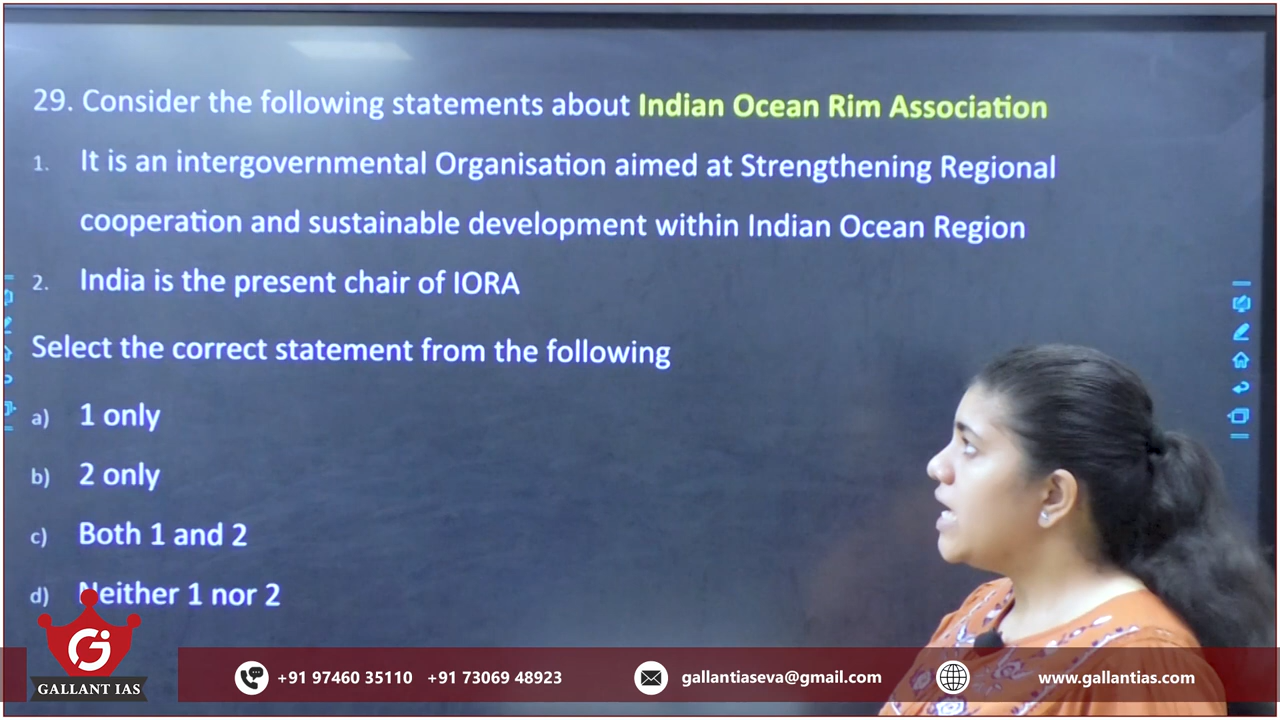 29. Consider the following statements about Indian Ocean Rim Association
1. It is an intergovernmental Organisation aimed at Strengthening Regional
cooperation and sustainable development within Indian Ocean Region
2. India is the present chair of IORA
Select the correct statement from the following
a) 1 only
b) 2 only
c) Both 1 and 2
d) Neither 1 nor 2
GALLANT IAS
+91 97460 35110 +91 73069 48923 gallantiaseva@gmail.com www.gallantias.com